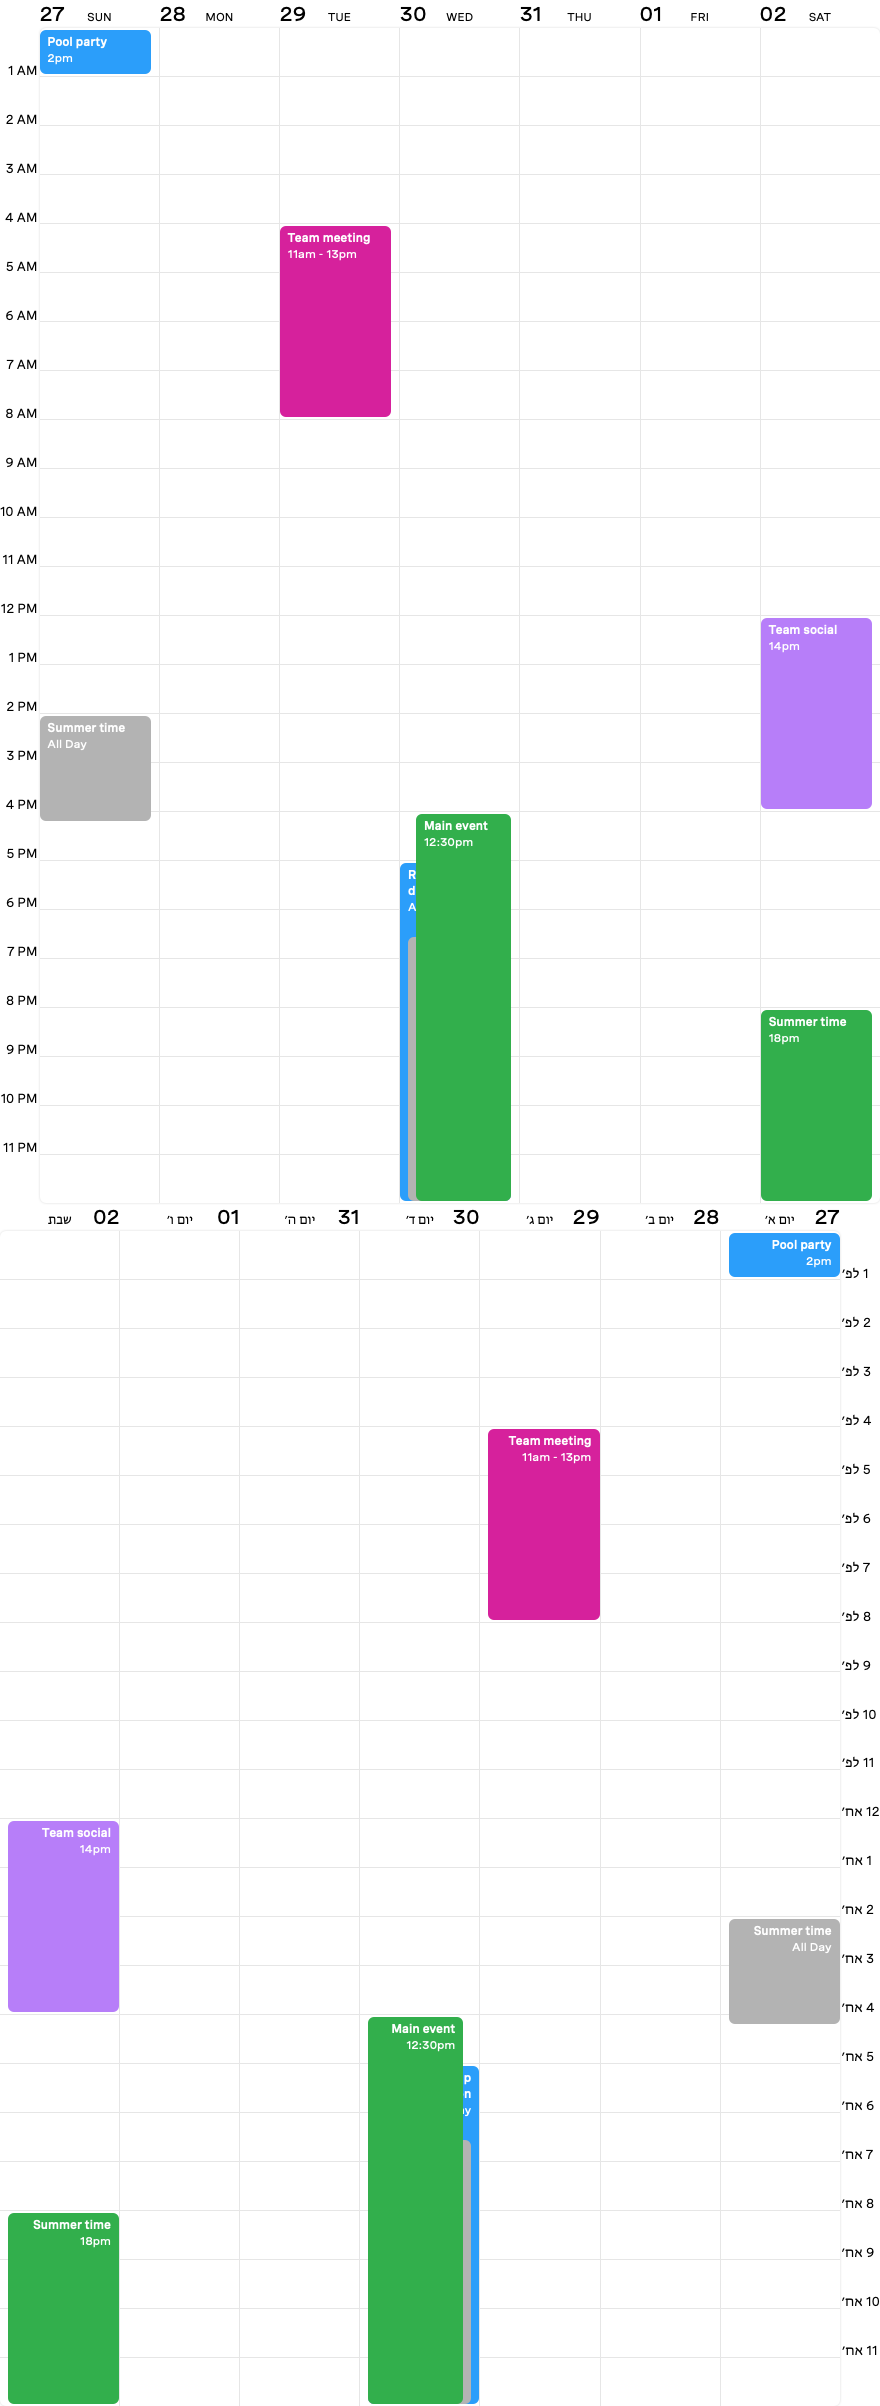 27 SUN 28 MON 29 TUE 30 WED 31 THU 01 FRI 02 SAT
Pool party
2pm
1 AM
2 AM
3 AM
4 AM
Team meeting
11am - 13pm
5 AM
6 AM
7 AM
8 AM
9 AM
10 AM
11 AM
12 PM
Team social
14pm
1 PM
2 PM
Summer time
All Day
3 PM
4 PM
Main event
12:30pm
5 PM
R
d
6 PM
A
7 PM
8 PM
Summer time
18pm
9 PM
10 PM
11 PM
27 יום א׳ 28 יום ב׳ 29 יום ג׳ 30 יום ד׳ 31 יום ה׳ 01 יום ו׳ 02 שבת
Pool party
2pm
1 לפ׳
2 לפ׳
3 לפ׳
4 לפ׳
Team meeting
11am - 13pm
5 לפ׳
6 לפ׳
7 לפ׳
8 לפ׳
9 לפ׳
10 לפ׳
11 לפ׳
12 אח׳
Team social
14pm
1 אח׳
2 אח׳
Summer time
All Day
3 אח׳
4 אח׳
Main event
12:30pm
5 אח׳
p
n
6 אח׳
y
7 אח׳
8 אח׳
Summer time
18pm
9 אח׳
10 אח׳
11 אח׳